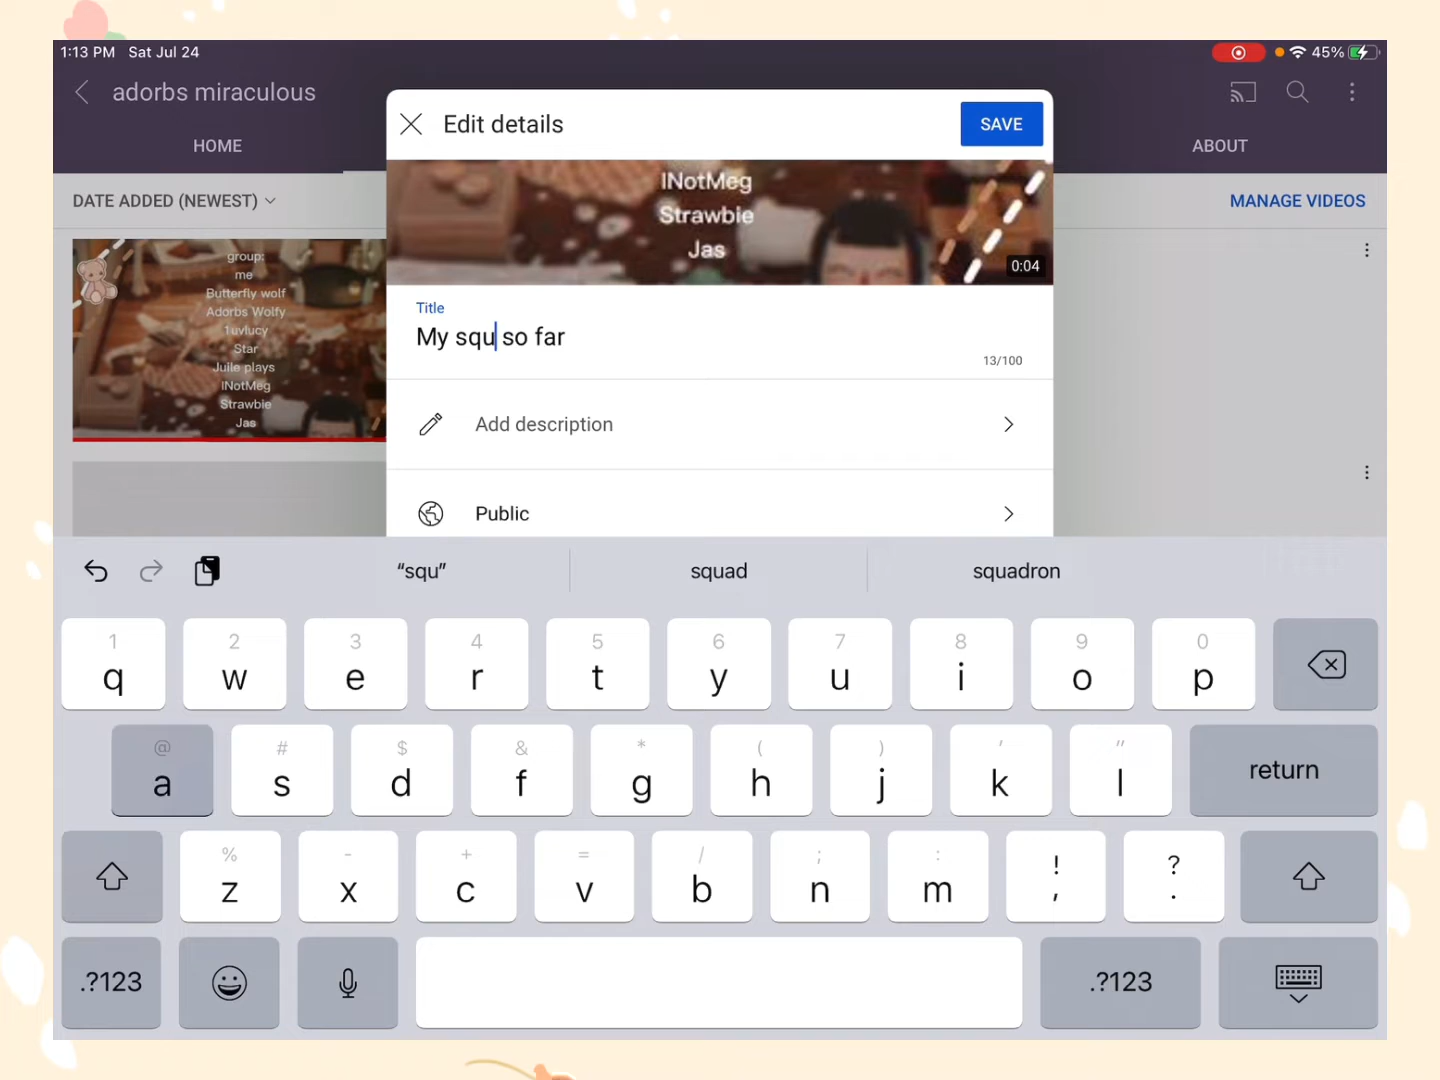 1:13 PM Sat Jul 24
45%
adorbs miraculous
HOME
ABOUT
DATE ADDED (NEWEST)
MANAGE VIDEOS
group:
me
Butterfly wolf
Adorbs Wolfy
1uvlucy
Star
Juile plays
INotMeg
Strawbie
Jas
Edit details
SAVE
INotMeg
Strawbie
Jas
0:04
Title
My squ so far
13/100
Add description
Public
“squ” squad squadron
1 2 3 4 5 6 7 8 9 0
q w e r t y u i o p
@ # $ & * ( ) ' "
a s d f g h j k l return
% - + = / ; : ! ?
z x c v b n m , .
.?123 .?123